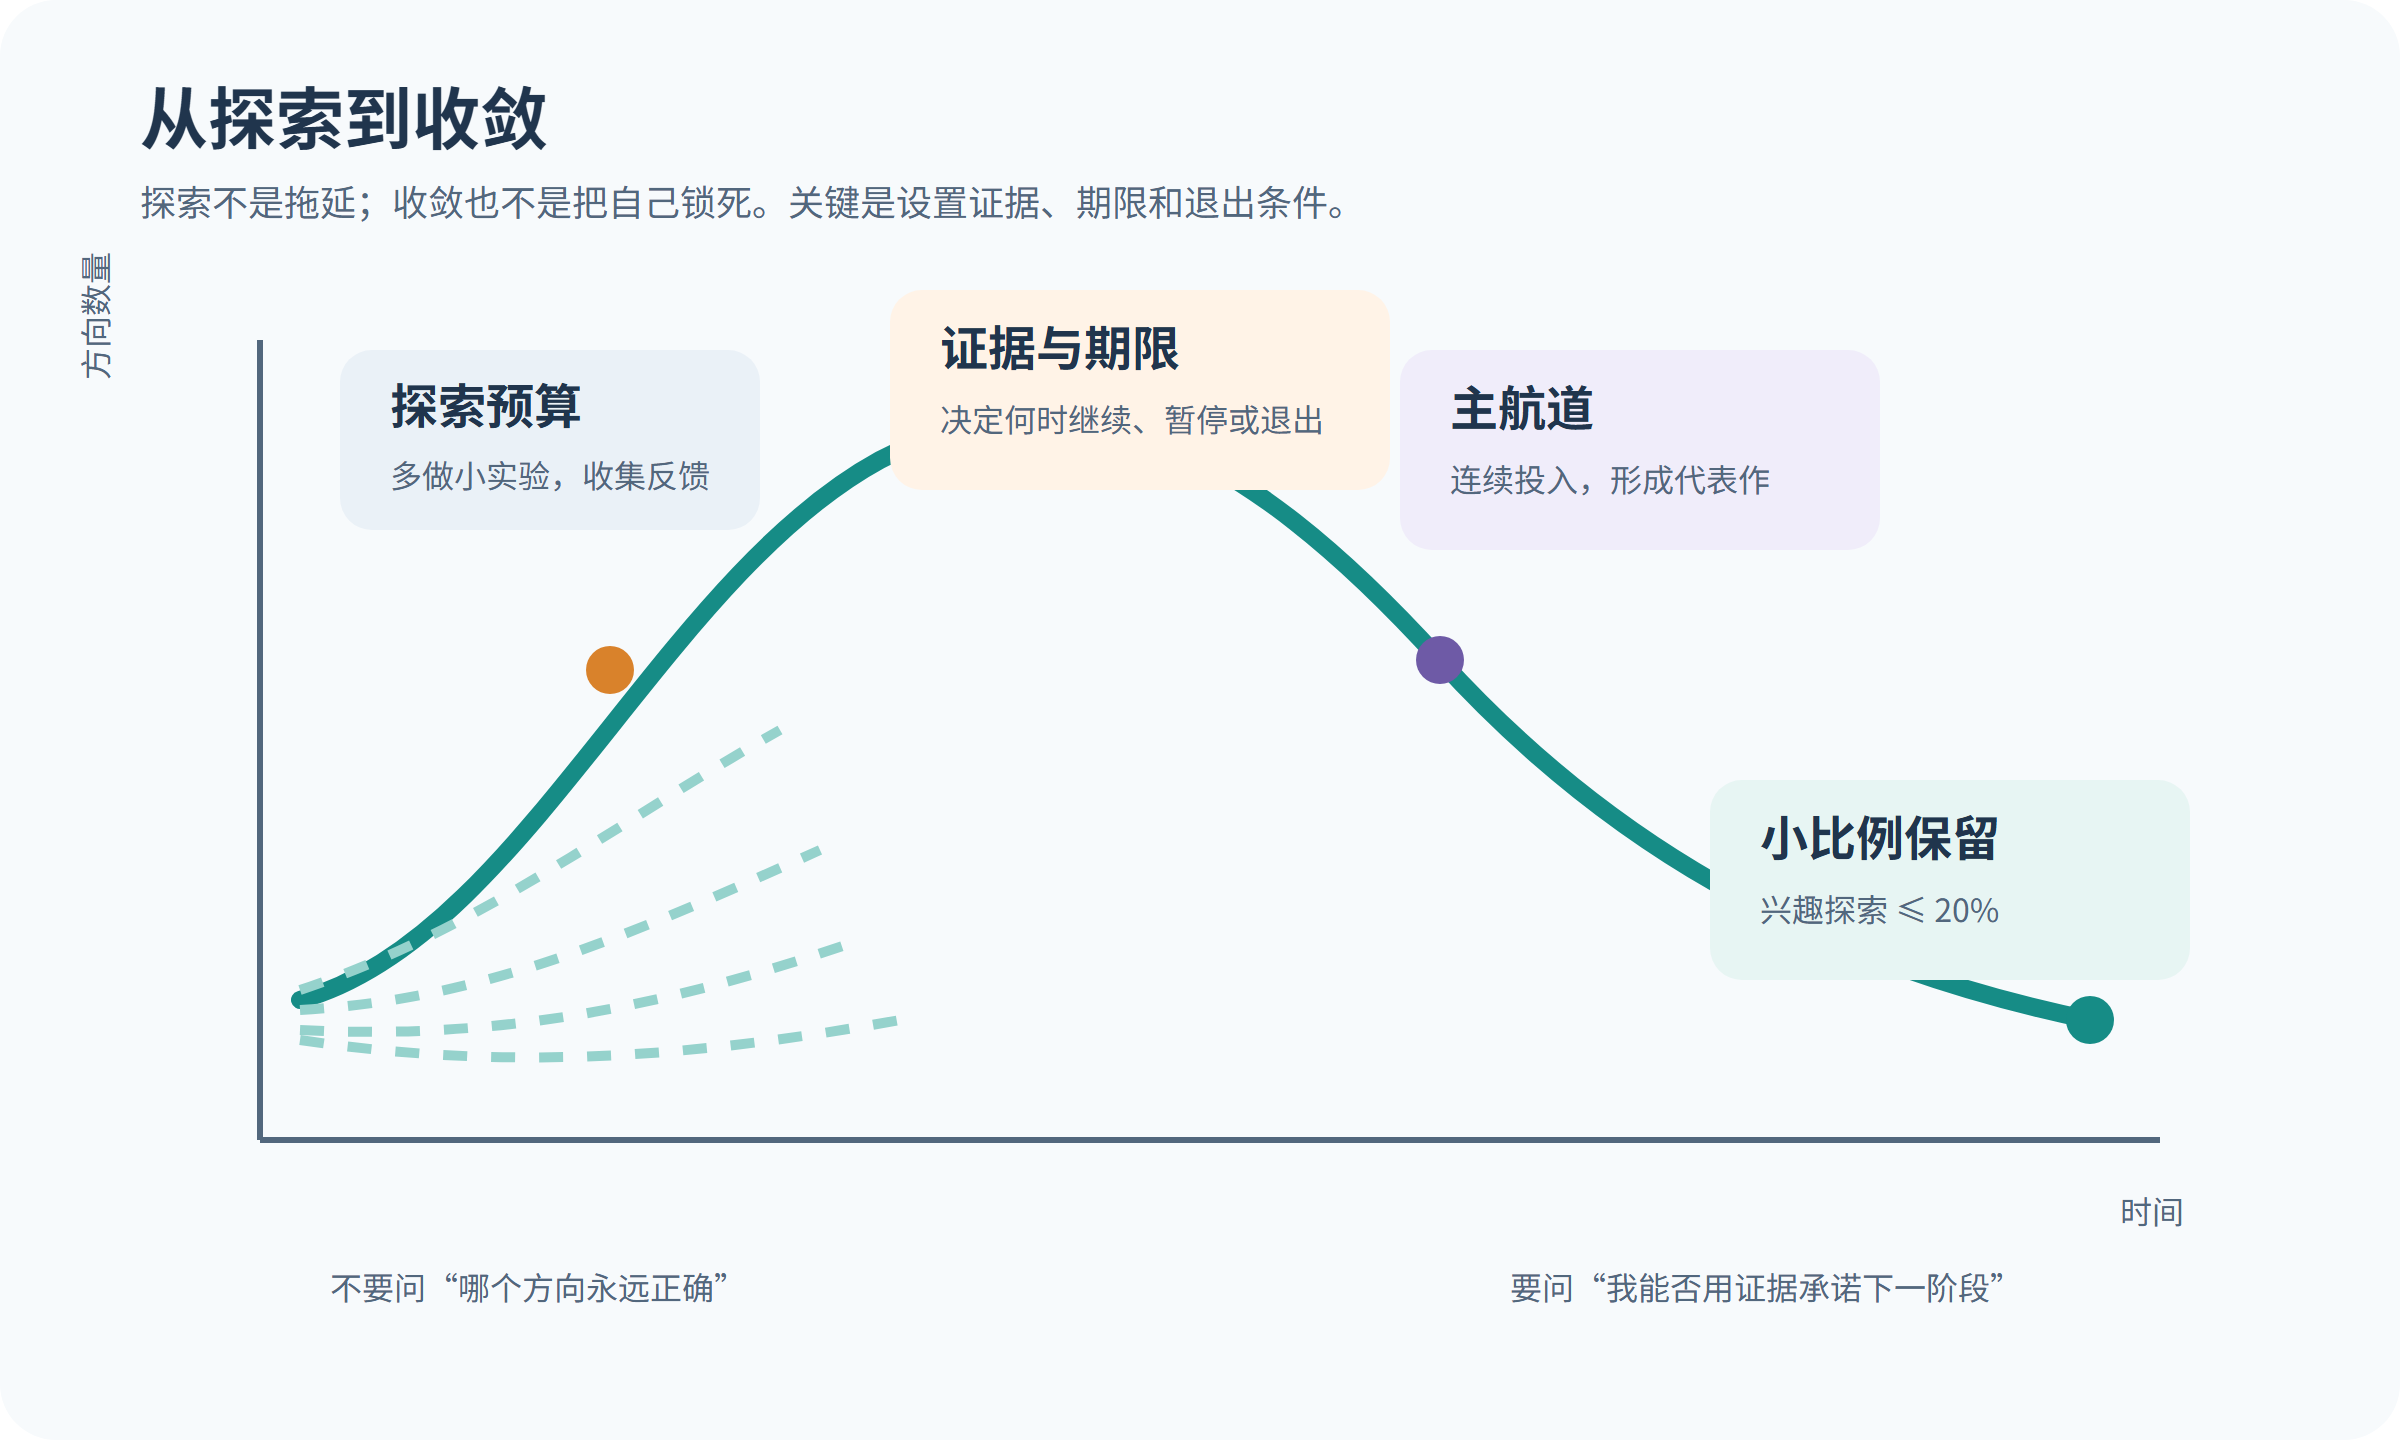 从探索到收敛
探索不是拖延；收敛也不是把自己锁死。关键是设置证据、期限和退出条件。
方向数量
探索预算
多做小实验，收集反馈
证据与期限
决定何时继续、暂停或退出
主航道
连续投入，形成代表作
小比例保留
兴趣探索 ≤ 20%
时间
不要问“哪个方向永远正确”
要问“我能否用证据承诺下一阶段”